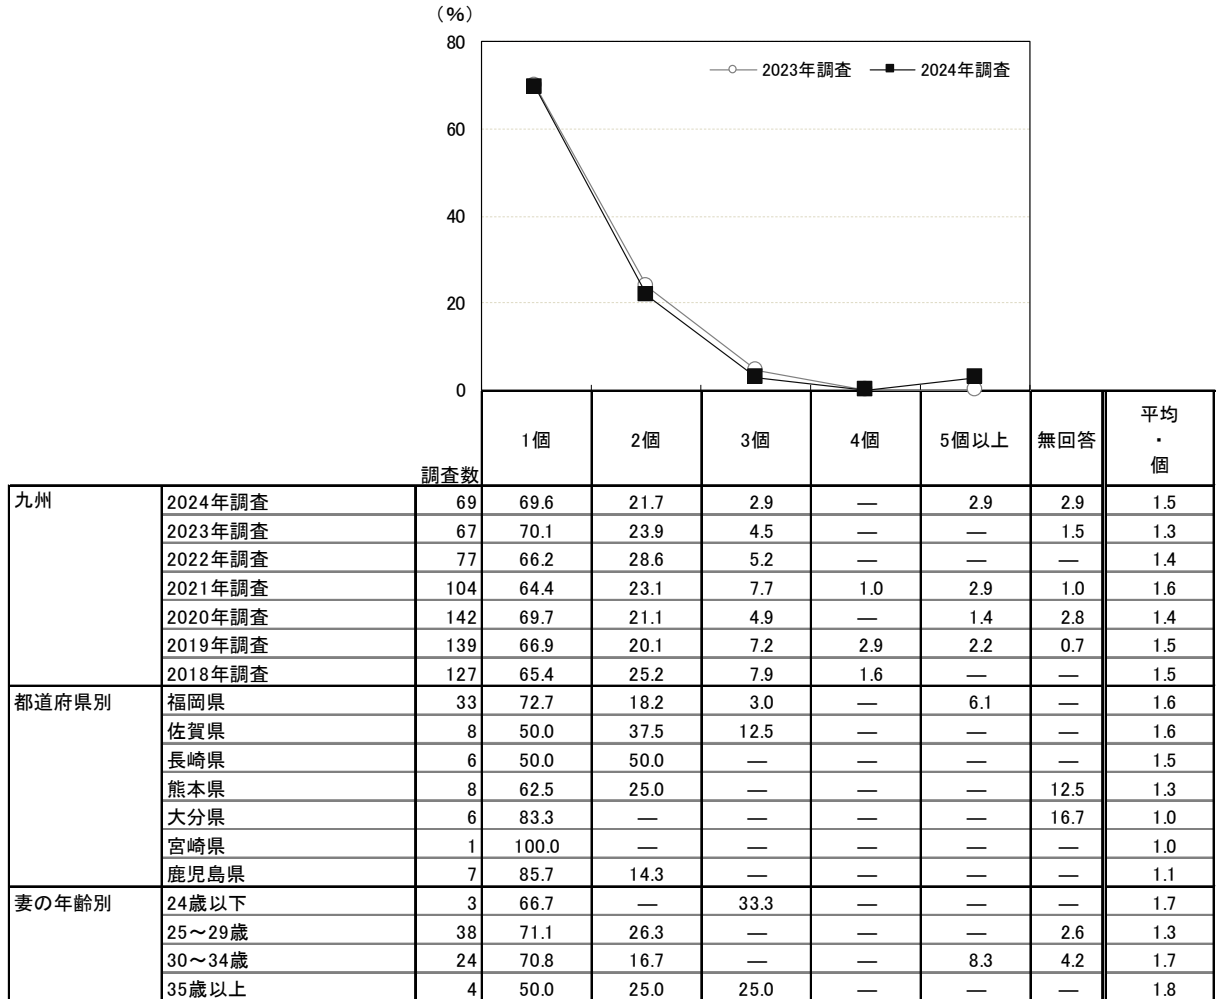 （%）
80
2023年調査 2024年調査
60
40
20
0
調査数 1個 2個 3個 4個 5個以上 無回答 平均・個
九州 2024年調査 69 69.6 21.7 2.9 — 2.9 2.9 1.5
2023年調査 67 70.1 23.9 4.5 — — 1.5 1.3
2022年調査 77 66.2 28.6 5.2 — — — 1.4
2021年調査 104 64.4 23.1 7.7 1.0 2.9 1.0 1.6
2020年調査 142 69.7 21.1 4.9 — 1.4 2.8 1.4
2019年調査 139 66.9 20.1 7.2 2.9 2.2 0.7 1.5
2018年調査 127 65.4 25.2 7.9 1.6 — — 1.5
都道府県別 福岡県 33 72.7 18.2 3.0 — 6.1 — 1.6
佐賀県 8 50.0 37.5 12.5 — — — 1.6
長崎県 6 50.0 50.0 — — — — 1.5
熊本県 8 62.5 25.0 — — — 12.5 1.3
大分県 6 83.3 — — — — 16.7 1.0
宮崎県 1 100.0 — — — — — 1.0
鹿児島県 7 85.7 14.3 — — — — 1.1
妻の年齢別 24歳以下 3 66.7 — 33.3 — — — 1.7
25～29歳 38 71.1 26.3 — — — 2.6 1.3
30～34歳 24 70.8 16.7 — — 8.3 4.2 1.7
35歳以上 4 50.0 25.0 25.0 — — — 1.8